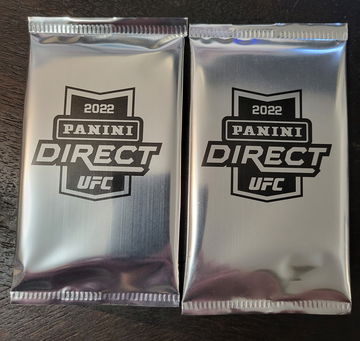 2022
PANINI
DIRECT
UFC
2022
PANINI
DIRECT
UFC